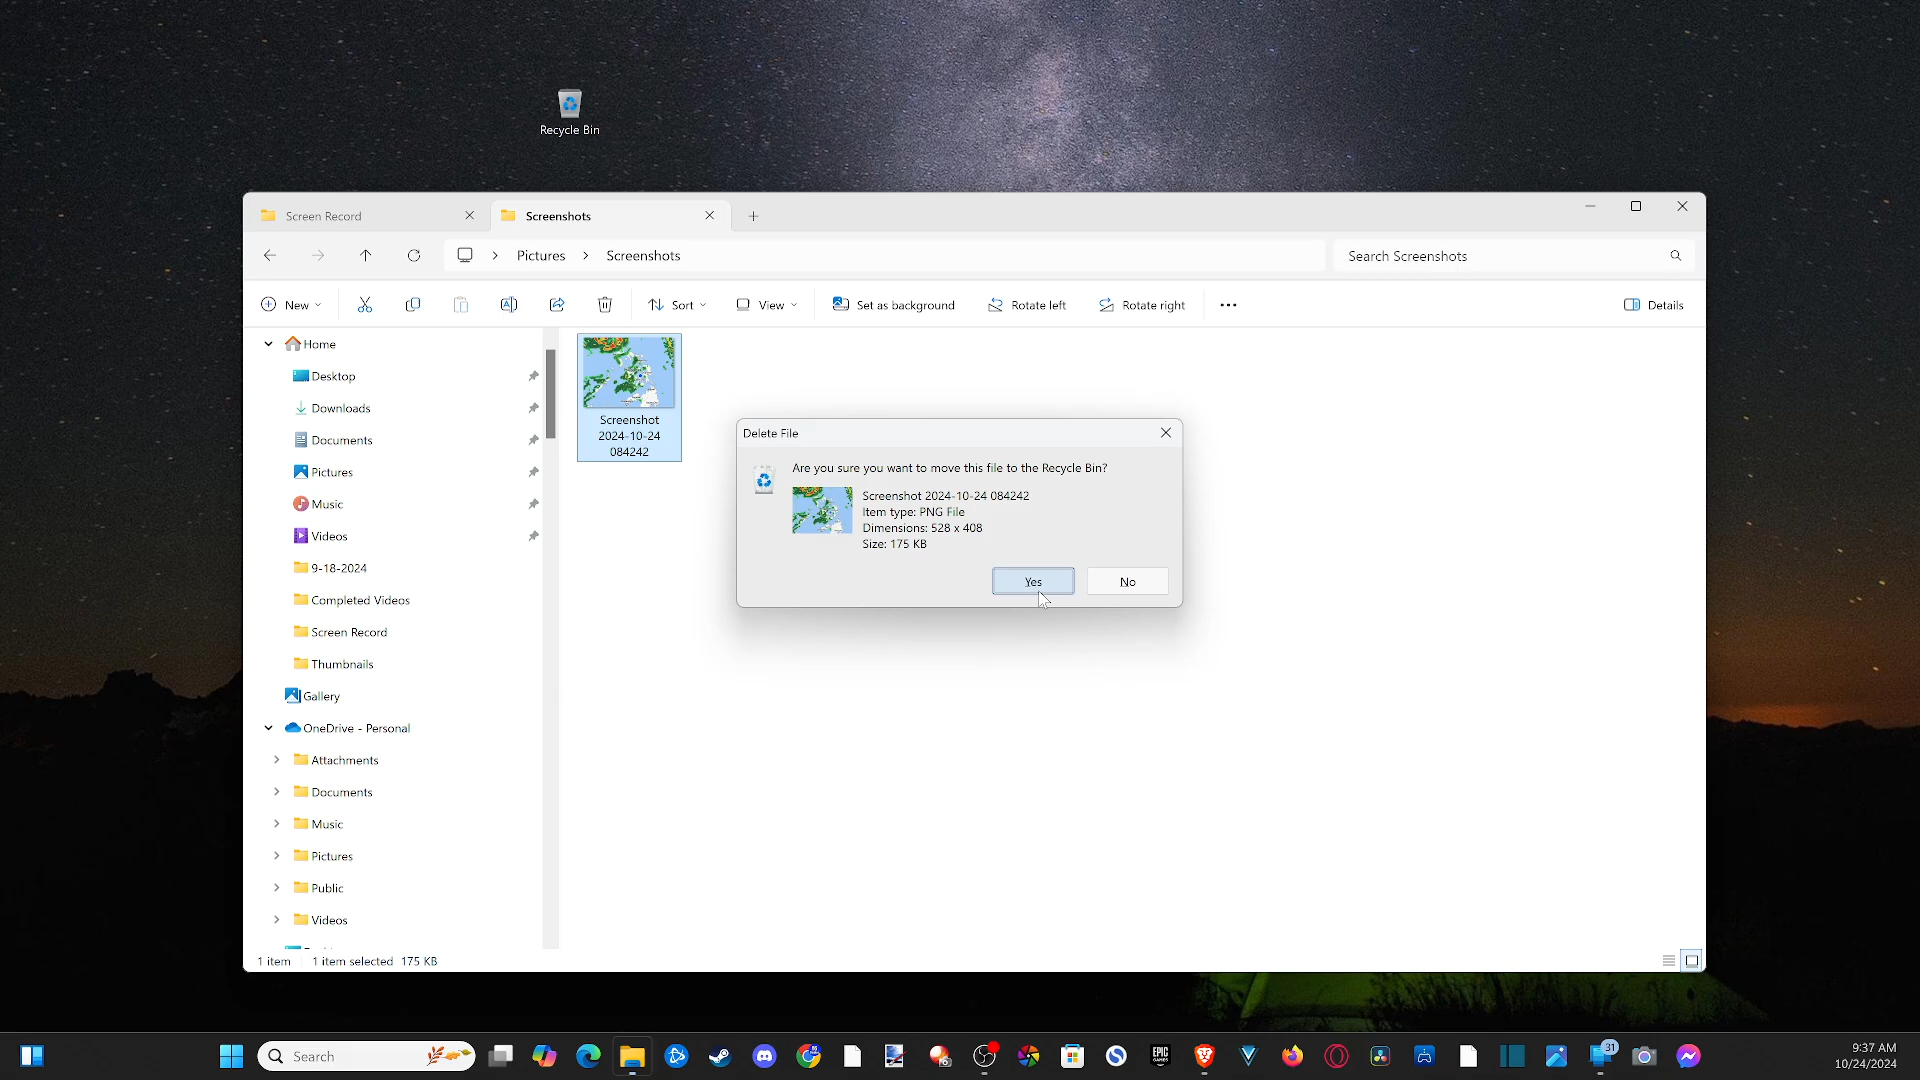 Recycle Bin
Screen Record
Screenshots
Pictures
Screenshots
Search Screenshots
New
Sort
View
Set as background
Rotate left
Rotate right
Details
Home
Desktop
Downloads
Documents
Pictures
Music
Videos
9-18-2024
Completed Videos
Screen Record
Thumbnails
Gallery
OneDrive - Personal
Attachments
Documents
Music
Pictures
Public
Videos
Screenshot
2024-10-24
084242
Delete File
Are you sure you want to move this file to the Recycle Bin?
Screenshot 2024-10-24 084242
Item type: PNG File
Dimensions: 528 x 408
Size: 175 KB
Yes
No
1 item
1 item selected 175 KB
Search
EPIC
GAMES
31
9:37 AM
10/24/2024